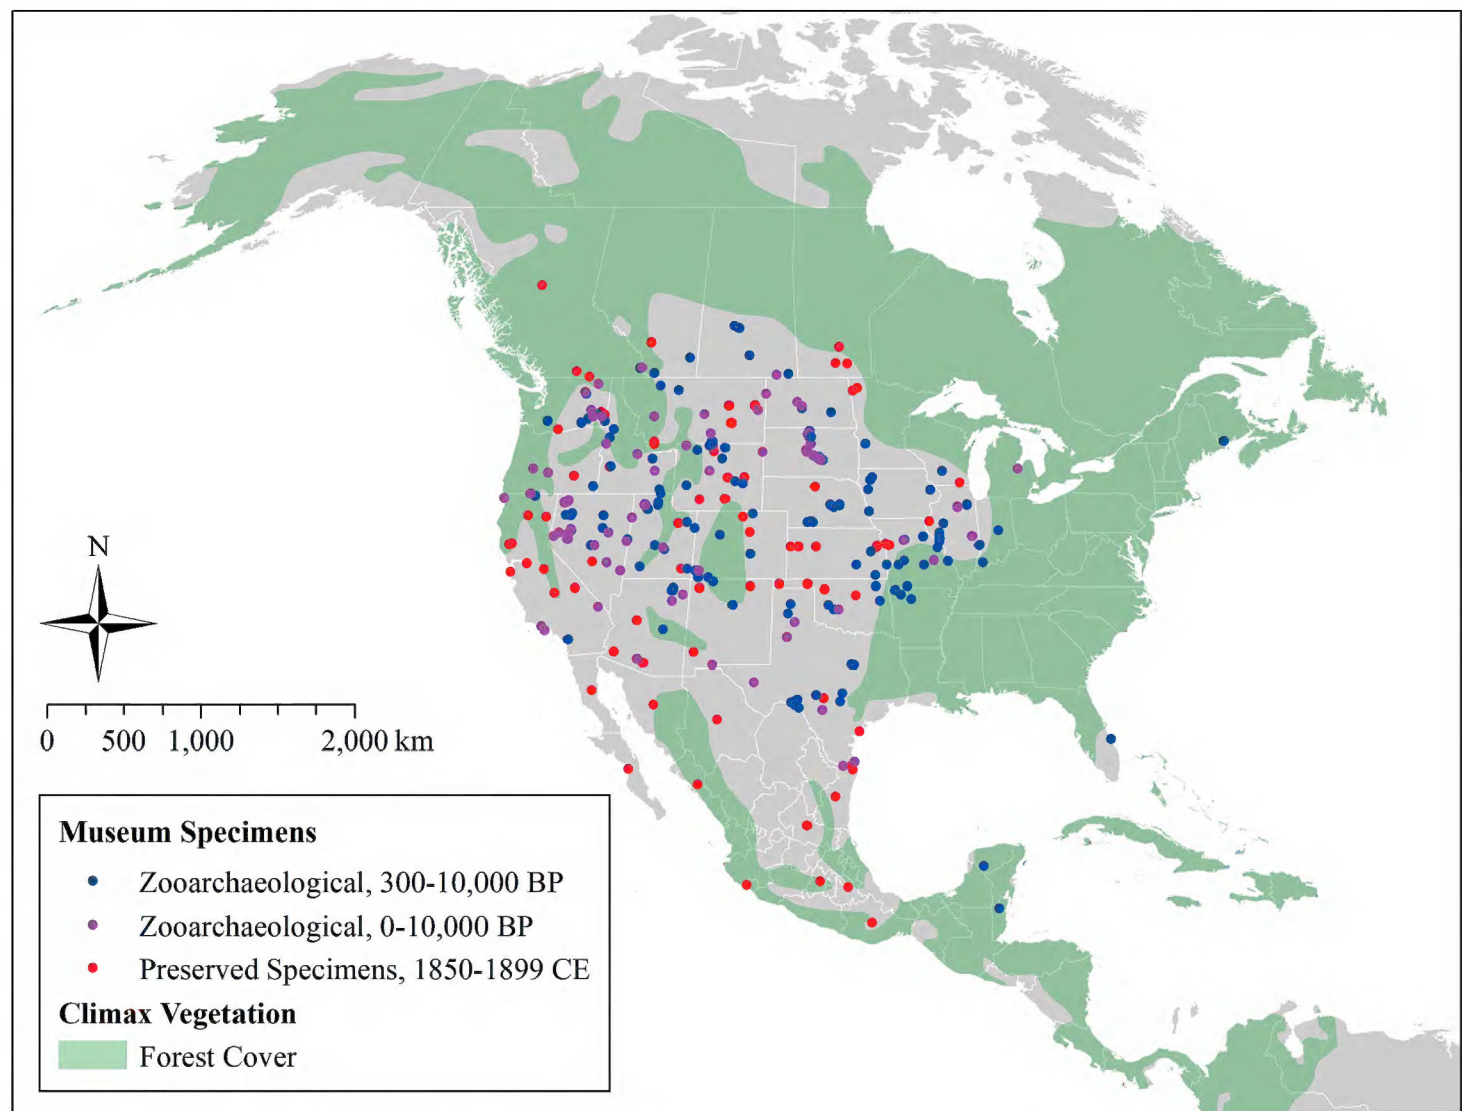 N
0 500 1,000 2,000 km
Museum Specimens
Zooarchaeological, 300-10,000 BP
Zooarchaeological, 0-10,000 BP
Preserved Specimens, 1850-1899 CE
Climax Vegetation
Forest Cover